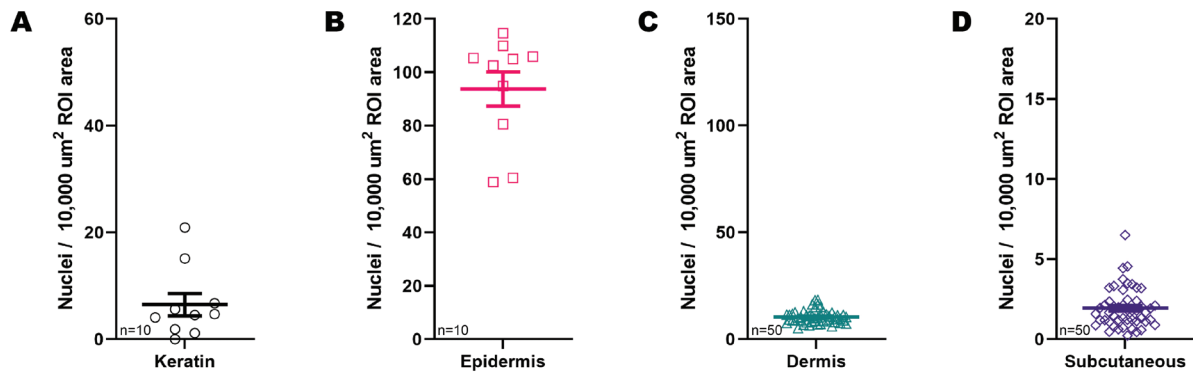 A
Nuclei / 10,000 um² ROI area
60
40
20
0
n=10
Keratin
B
Nuclei / 10,000 um² ROI area
120
100
80
60
40
20
0
n=10
Epidermis
C
Nuclei / 10,000 um² ROI area
150
100
50
0
n=50
Dermis
D
Nuclei / 10,000 um² ROI area
20
15
10
5
0
n=50
Subcutaneous